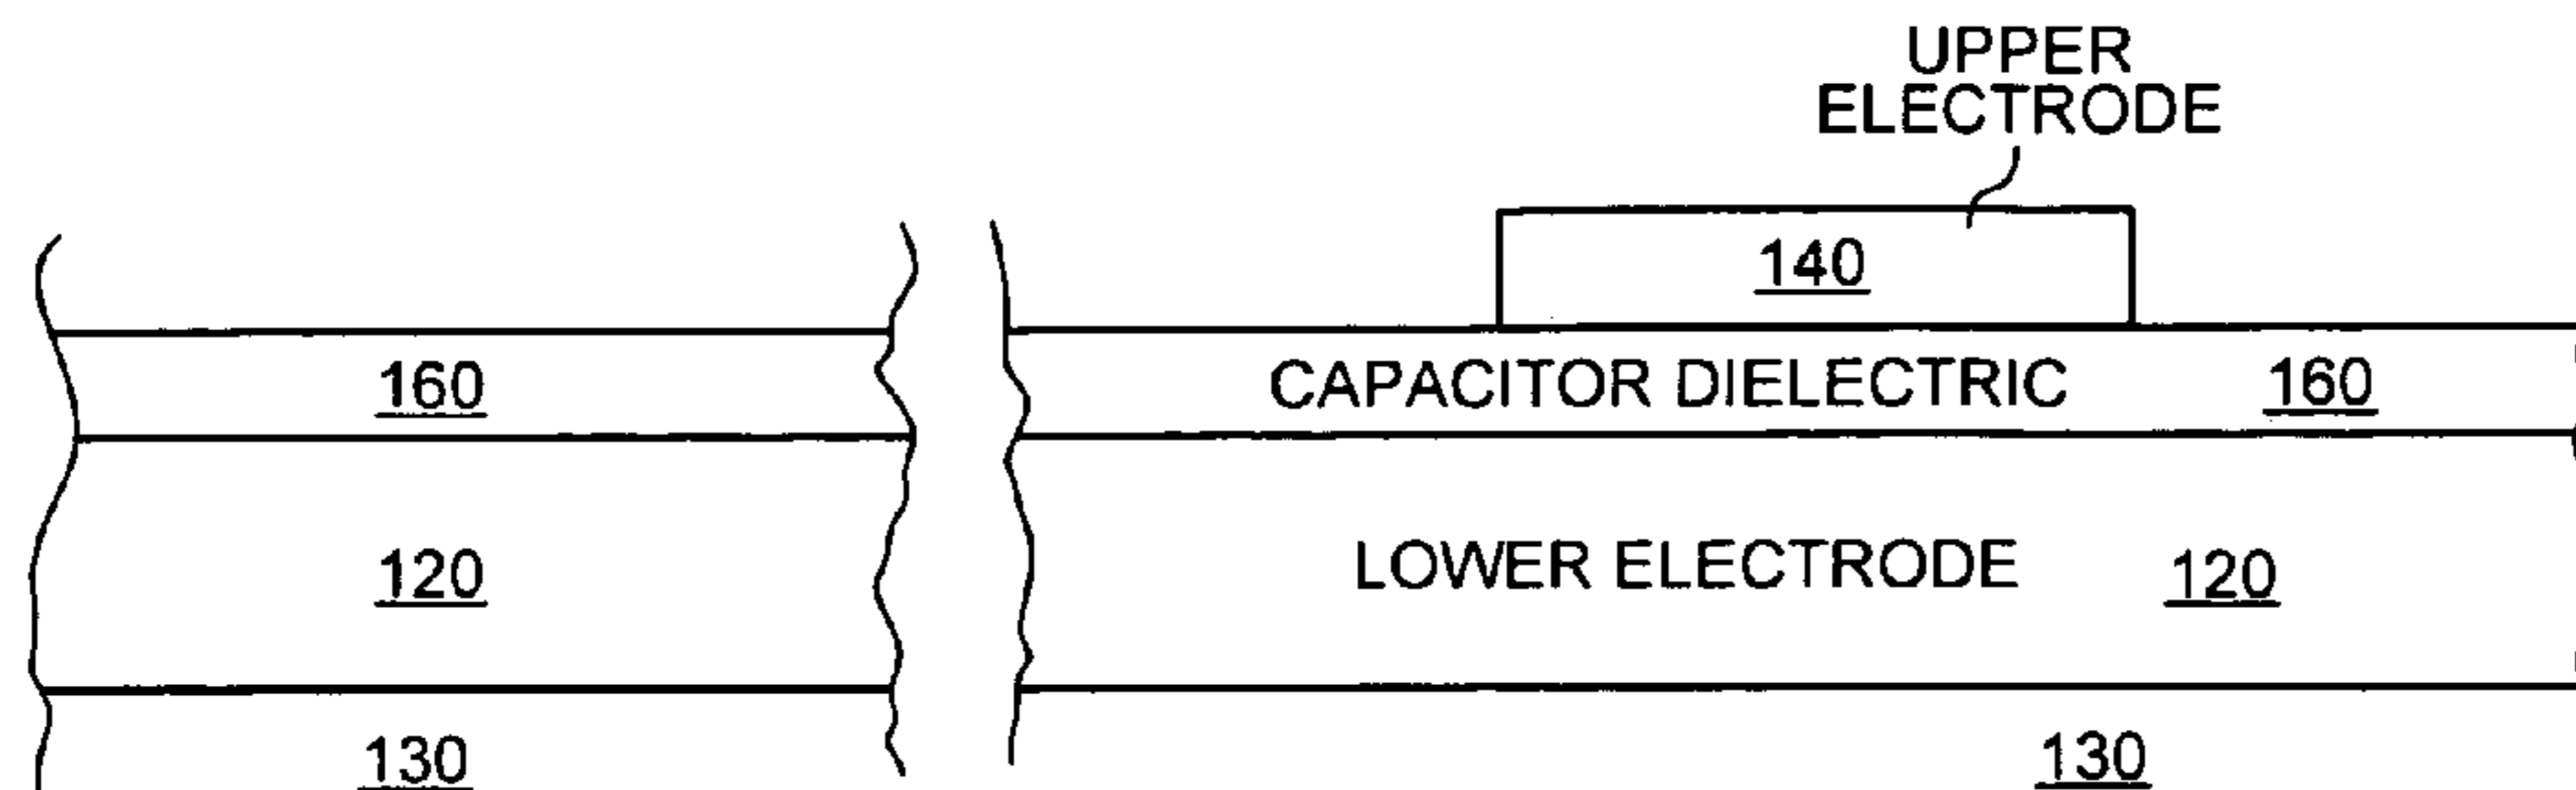 UPPER
ELECTRODE
140
160
CAPACITOR DIELECTRIC 160
120
LOWER ELECTRODE 120
130
130